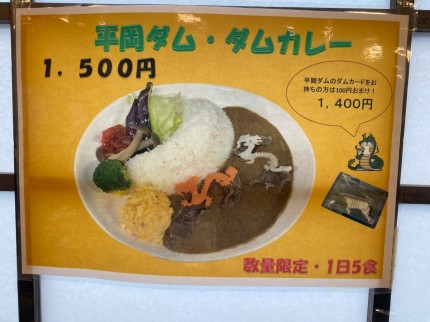 平岡ダム・ダムカレー
1,500円
平岡ダムのダムカードをお
持ちの方は100円おまけ!
1,400円
数量限定・1日5食